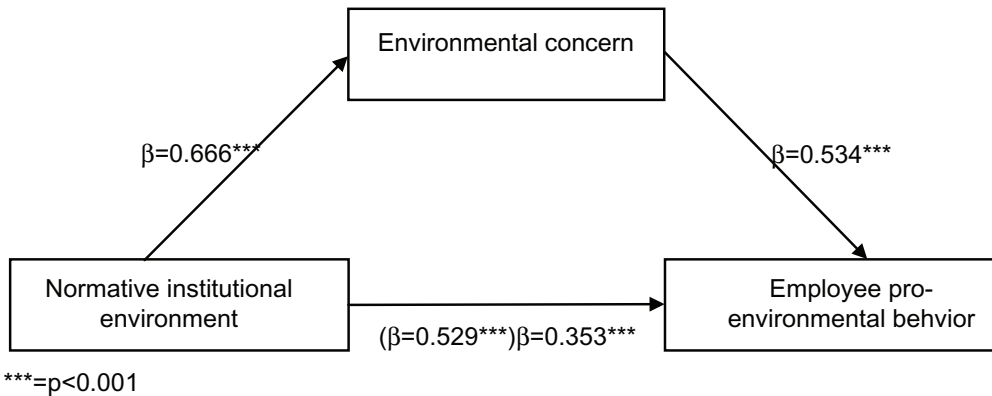 Environmental concern
β=0.666***
β=0.534***
Normative institutional
environment
(β=0.529***)β=0.353***
Employee pro-
environmental behvior
***=p<0.001